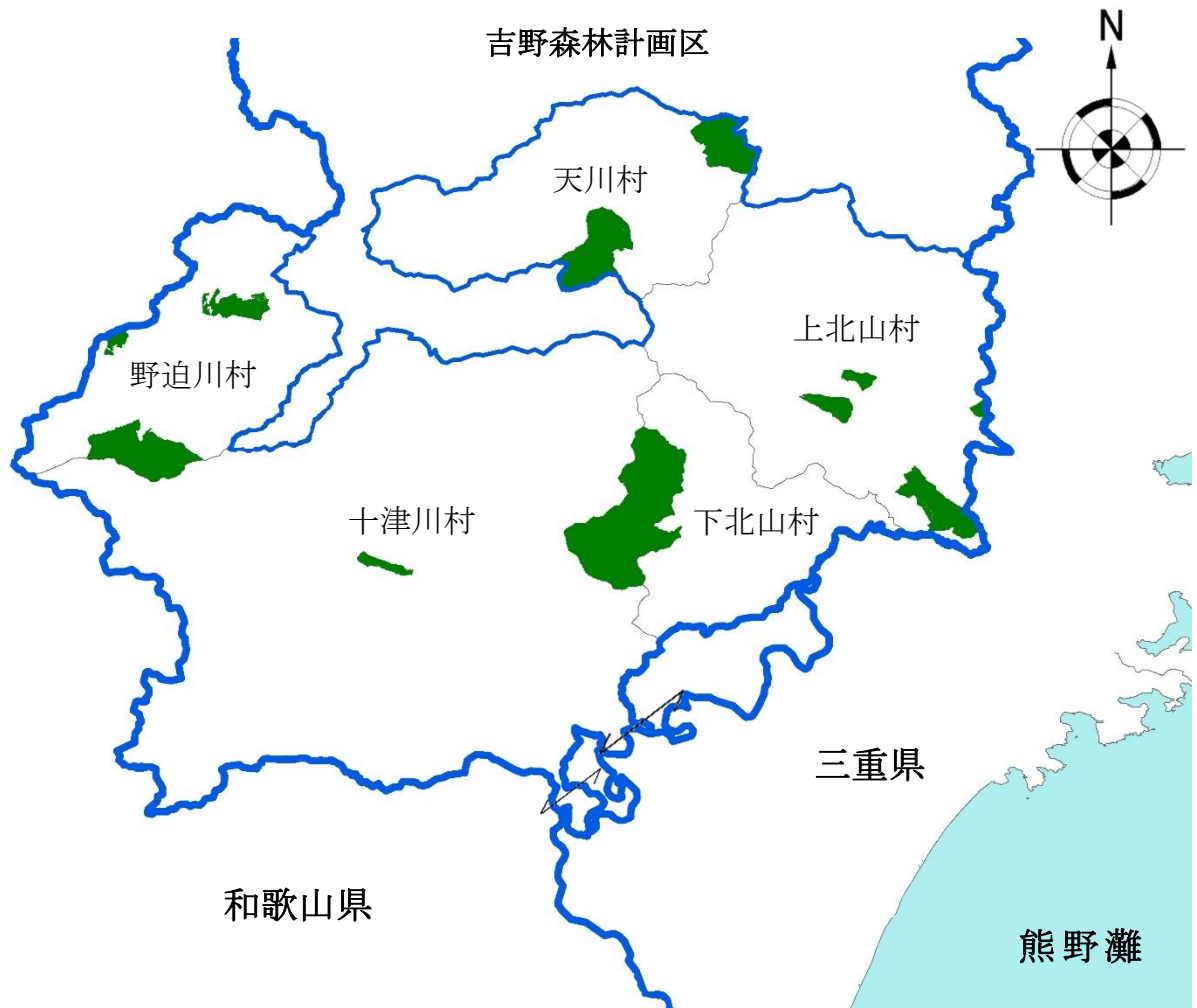 N
吉野森林計画区
天川村
上北山村
野迫川村
十津川村
下北山村
三重県
和歌山県
熊野灘